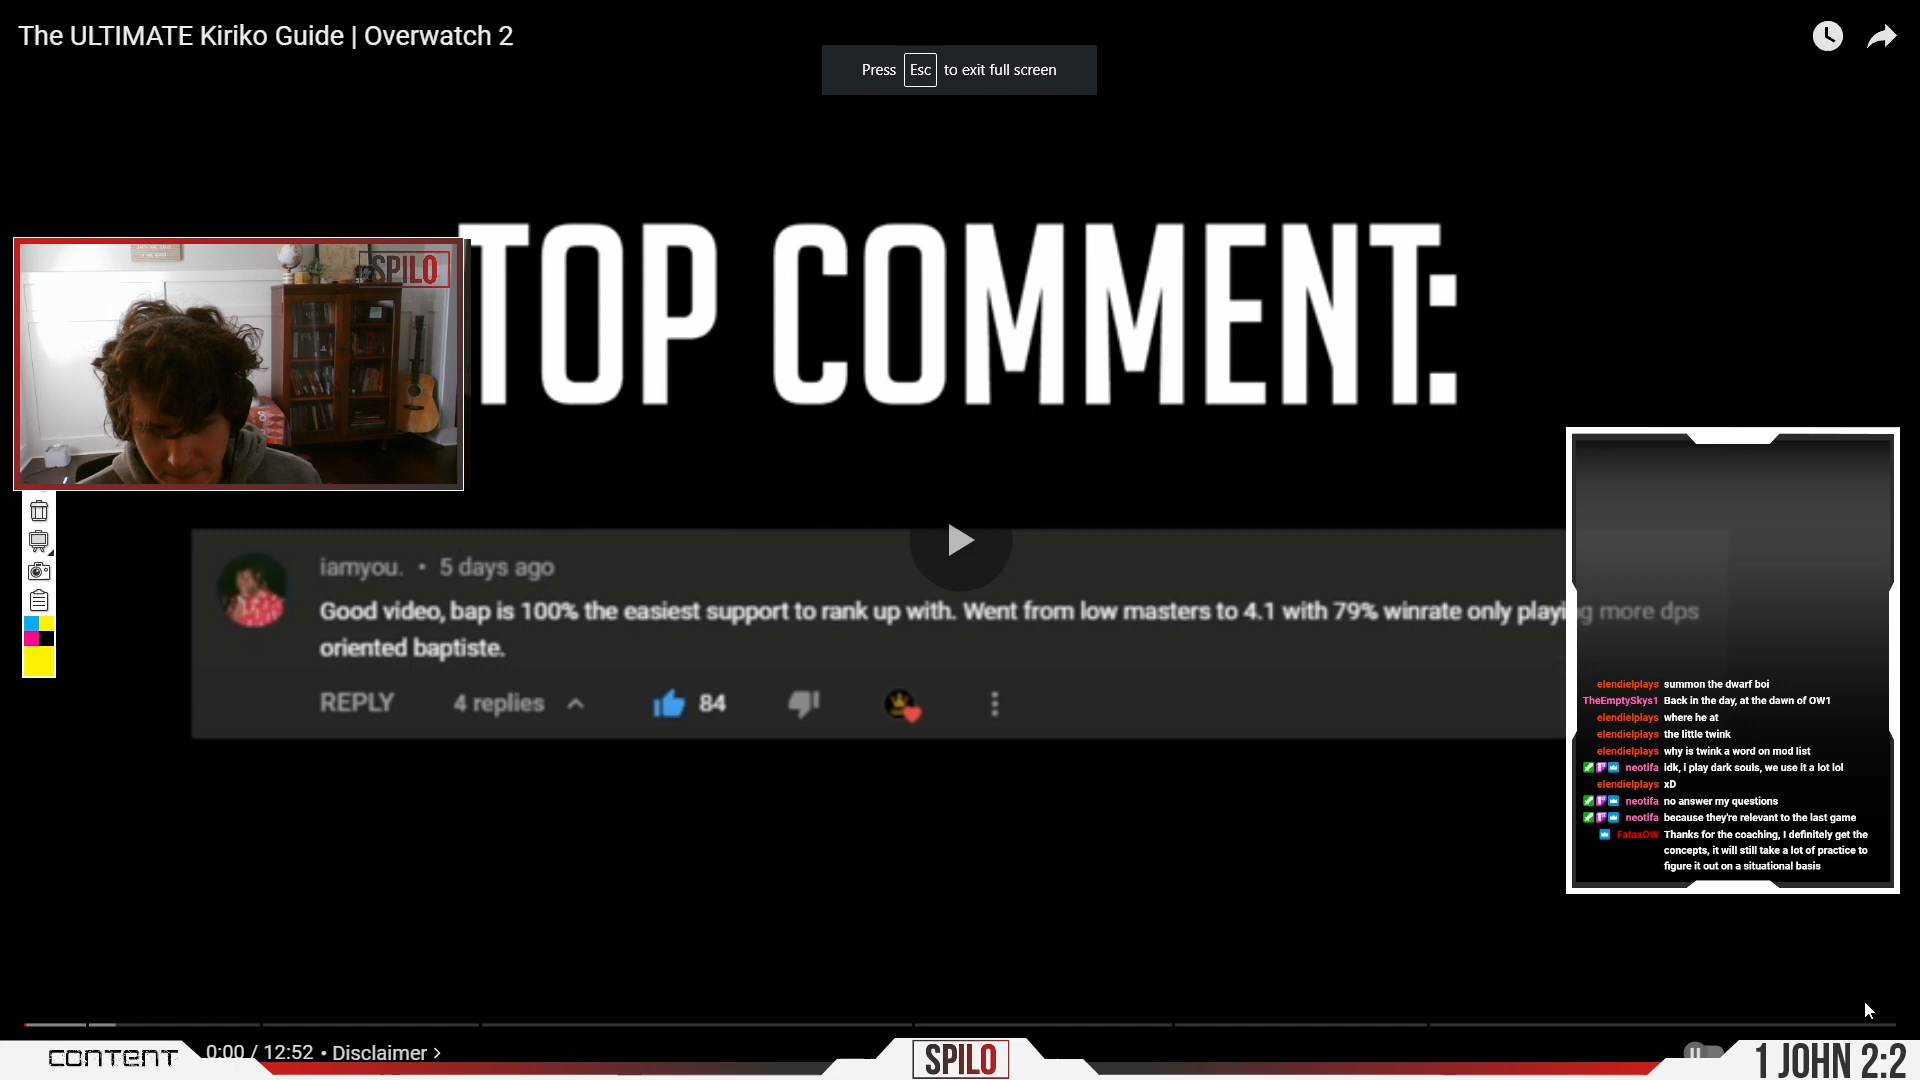 The ULTIMATE Kiriko Guide | Overwatch 2
Press Esc to exit full screen
TOP COMMENT:
SPILO
iamyou. • 5 days ago
Good video, bap is 100% the easiest support to rank up with. Went from low masters to 4.1 with 79% winrate only playing more dps
oriented baptiste.
REPLY 4 replies 84
elendielplays summon the dwarf boi
TheEmptySkys1 Back in the day, at the dawn of OW1
elendielplays where he at
elendielplays the little twink
elendielplays why is twink a word on mod list
neotifa idk, i play dark souls, we use it a lot lol
elendielplays xD
neotifa no answer my questions
neotifa because they're relevant to the last game
FataxOW Thanks for the coaching, I definitely get the
concepts, it will still take a lot of practice to
figure it out on a situational basis
CONTENT
0:00 / 12:52 • Disclaimer >
SPILO
1 JOHN 2:2